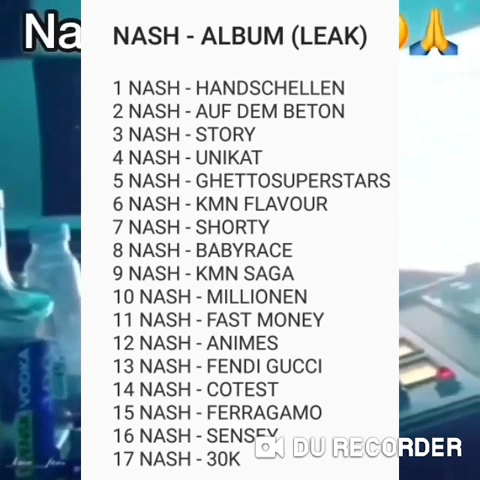 Na 🙏
NASH - ALBUM (LEAK)
1 NASH - HANDSCHELLEN
2 NASH - AUF DEM BETON
3 NASH - STORY
4 NASH - UNIKAT
5 NASH - GHETTOSUPERSTARS
6 NASH - KMN FLAVOUR
7 NASH - SHORTY
8 NASH - BABYRACE
9 NASH - KMN SAGA
10 NASH - MILLIONEN
11 NASH - FAST MONEY
12 NASH - ANIMES
13 NASH - FENDI GUCCI
14 NASH - COTEST
15 NASH - FERRAGAMO
16 NASH - SENSEY
17 NASH - 30K
DU RECORDER
VODKA